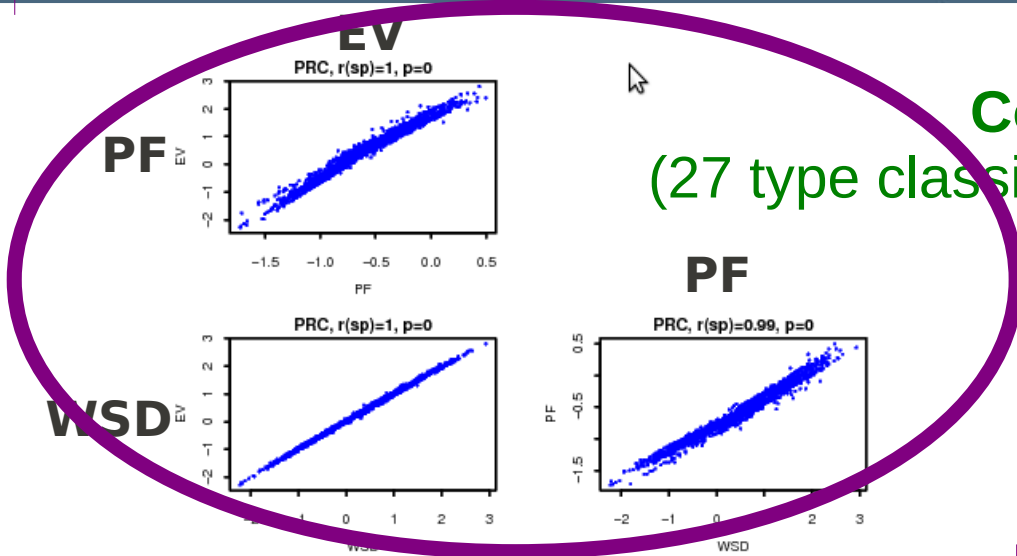 EV
PRC, r(sp)=1, p=0
PF
EV
3
2
1
0
−1
−2
−1.5 −1.0 −0.5 0.0 0.5
PF
(27 type
PF
PRC, r(sp)=1, p=0
WSD
EV
3
2
1
0
−1
−2
−1 0 1 2 3
PRC, r(sp)=0.99, p=0
PF
0.5
−0.5
−1.5
−2 −1 0 2 3
WSD